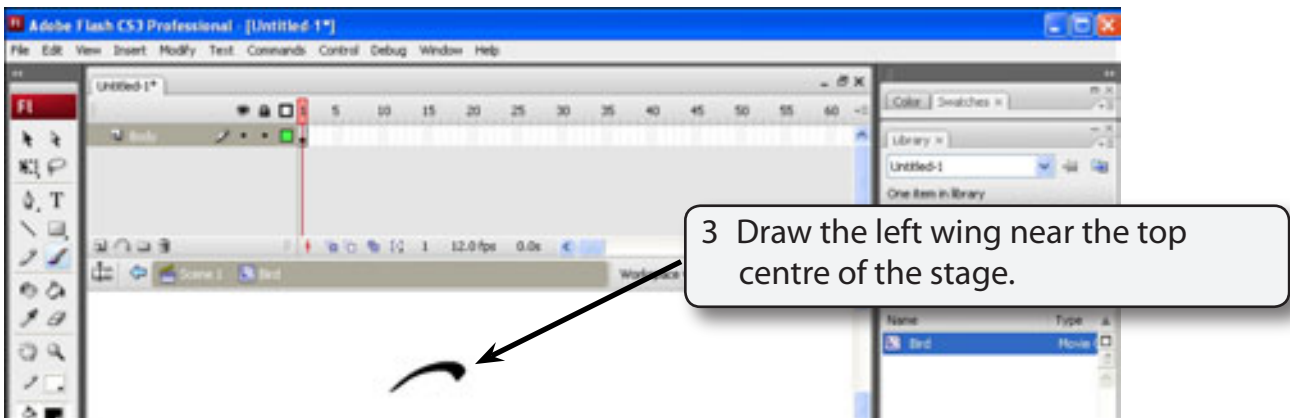 Adobe Flash CS3 Professional - [Untitled-1*]
File Edit View Insert Modify Text Commands Control Debug Window Help
Untitled-1*
Fl
5 10 15 20 25 30 35 40 45 50 55 60
Color Swatches ×
Body
Library ×
Untitled-1
One item in library
T
1 12.0 fps 0.0s
Scene 1 Bird
3 Draw the left wing near the top
centre of the stage.
Name Type
Bird Movie